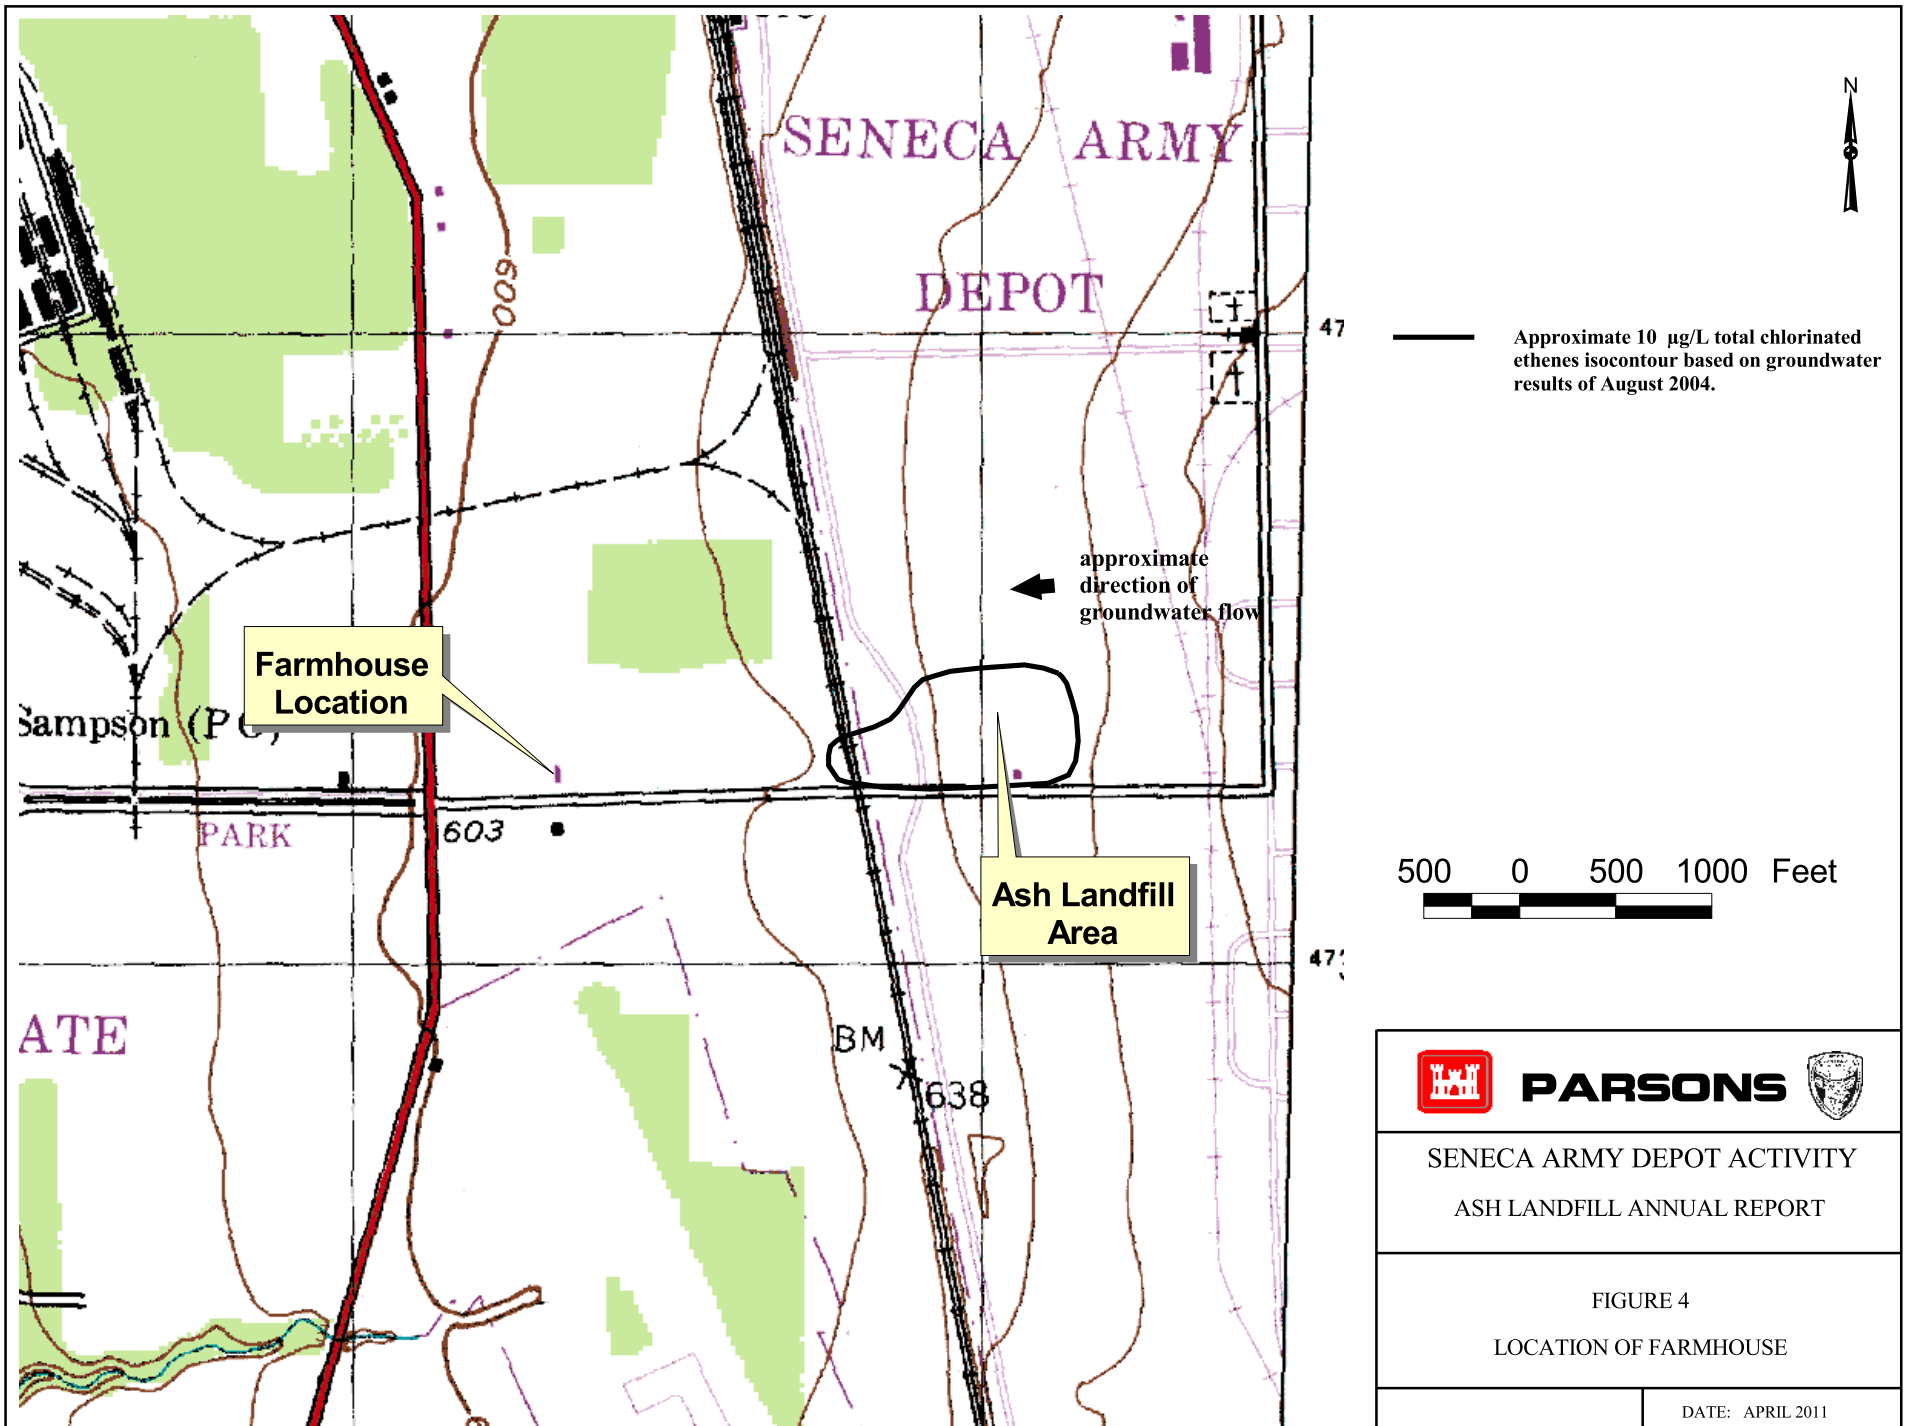 SENECA ARMY
DEPOT
N
600
47
Approximate 10 µg/L total chlorinated
ethenes isocontour based on groundwater
results of August 2004.
approximate
direction of
groundwater flow
Farmhouse
Location
Sampson (PO)
PARK
603
Ash Landfill
Area
500 0 500 1000 Feet
47
ATE
BM
638
PARSONS
SENECA ARMY DEPOT ACTIVITY
ASH LANDFILL ANNUAL REPORT
FIGURE 4
LOCATION OF FARMHOUSE
DATE: APRIL 2011